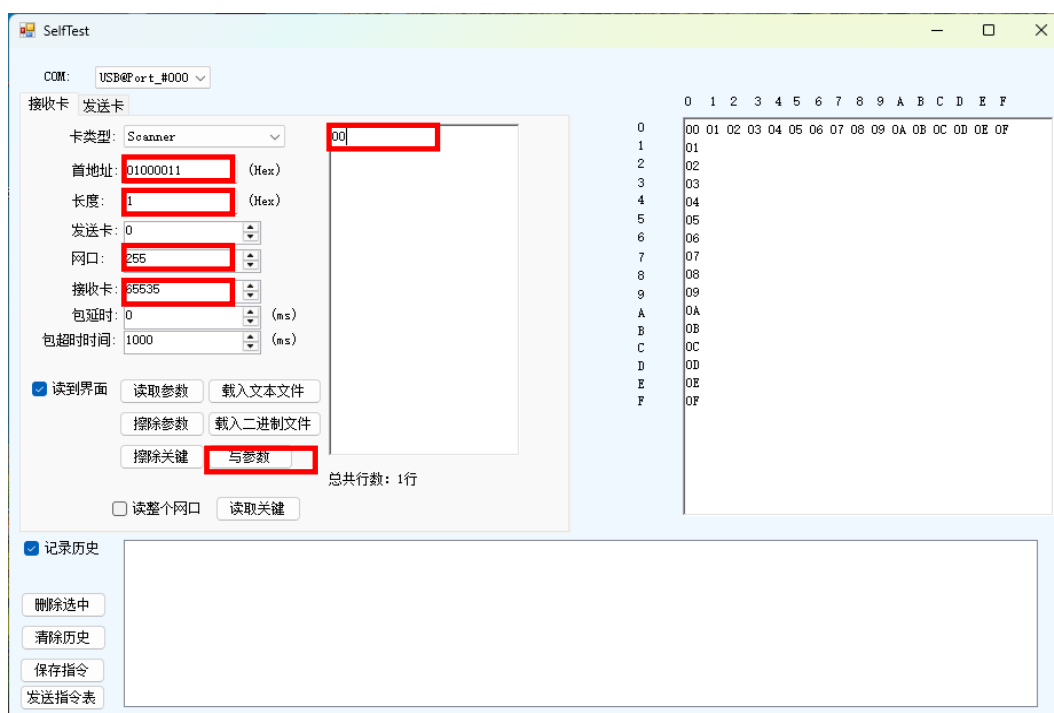 SelfTest
COM: USB@Port_#000
接收卡 发送卡
卡类型: Scanner
首地址: 01000011 (Hex)
长度: 1 (Hex)
发送卡: 0
网口: 255
接收卡: 65535
包延时: 0 (ms)
包超时时间: 1000 (ms)
读到界面 读取参数 载入文本文件
擦除参数 载入二进制文件
擦除关键 写参数
读整个网口 读取关键
00
总共行数: 1行
0 1 2 3 4 5 6 7 8 9 A B C D E F
0 00 01 02 03 04 05 06 07 08 09 0A 0B 0C 0D 0E 0F
1 01
2 02
3 03
4 04
5 05
6 06
7 07
8 08
9 09
A 0A
B 0B
C 0C
D 0D
E 0E
F 0F
记录历史
删除选中
清除历史
保存指令
发送指令表